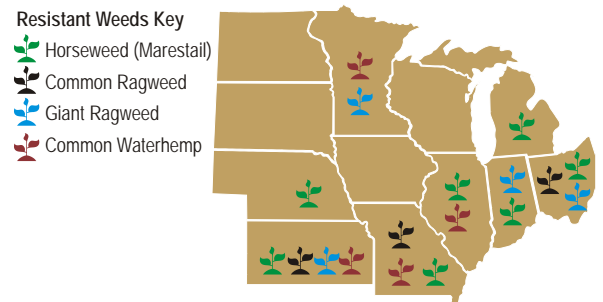 Resistant Weeds Key
Horseweed (Marestail)
Common Ragweed
Giant Ragweed
Common Waterhemp